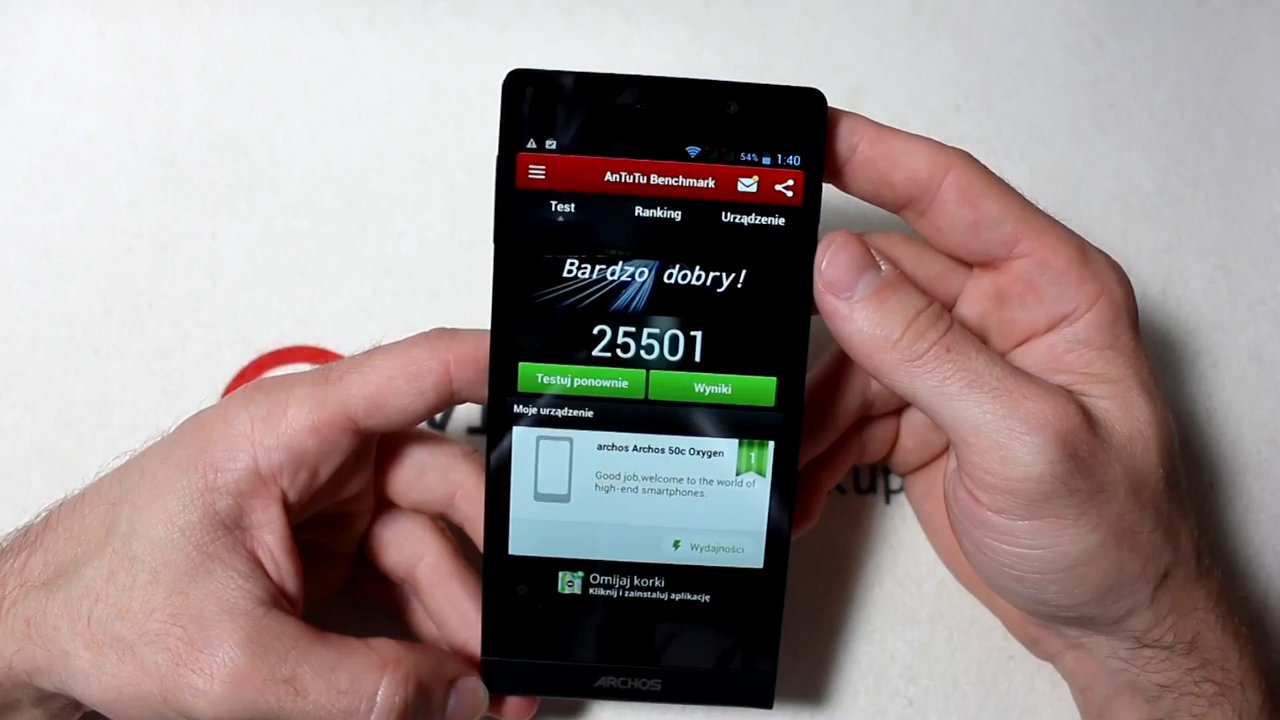 54% 1:40
AnTuTu Benchmark
Test Ranking Urządzenie
Bardzo dobry!
25501
Testuj ponownie Wyniki
Moje urządzenie
archos Archos 50c Oxygen 1
Good job,welcome to the world of
high-end smartphones.
Wydajności
Omijaj korki
Kliknij i zainstaluj aplikację
ARCHOS